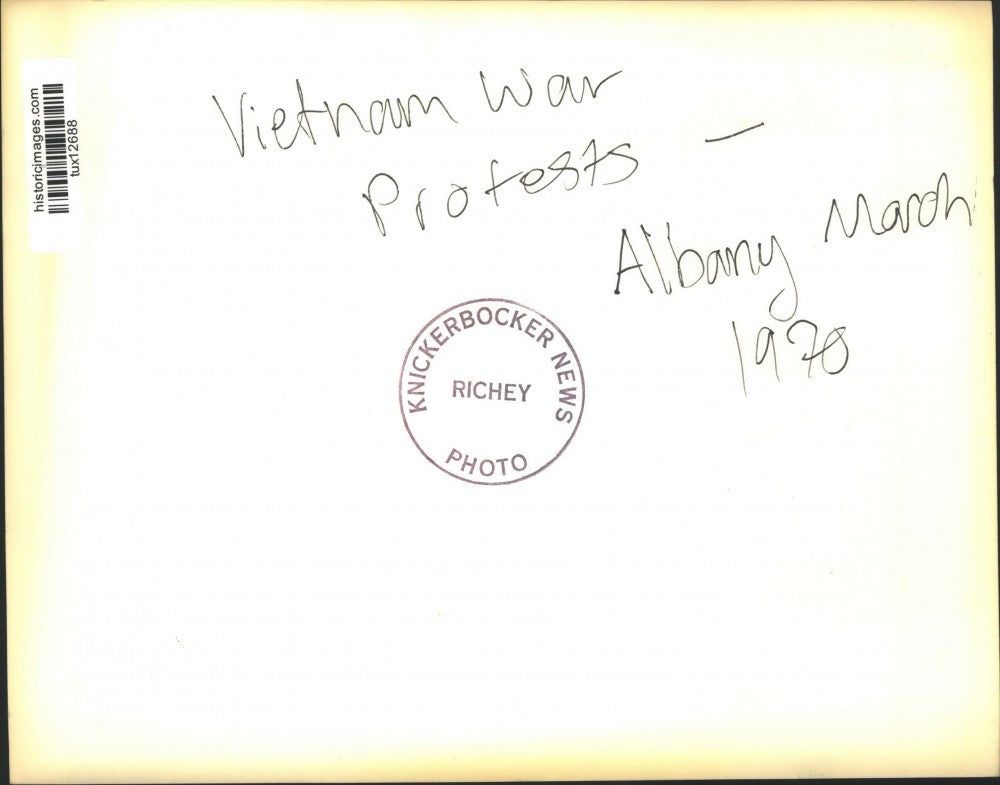 historicimages.com
tux12688
Vietnam War
Protests —
Albany March
1970
KNICKERBOCKER NEWS
RICHEY
PHOTO